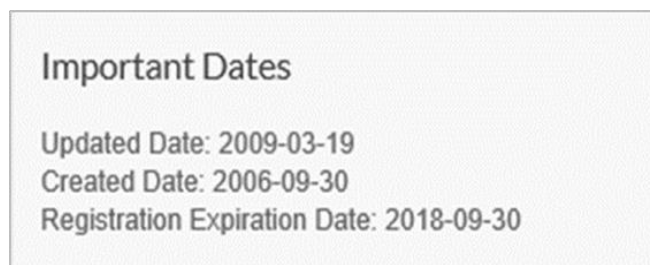 Important Dates
Updated Date: 2009-03-19
Created Date: 2006-09-30
Registration Expiration Date: 2018-09-30